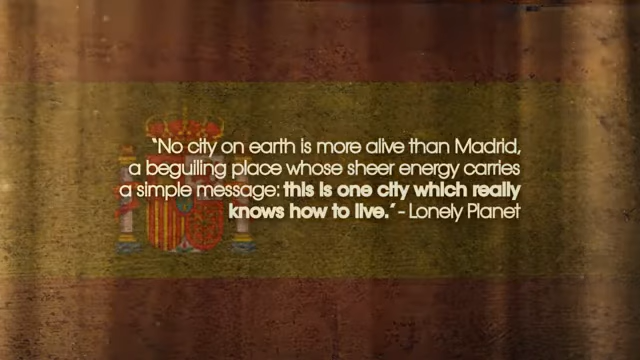 "No city on earth is more alive than Madrid,
a beguiling place whose sheer energy carries
a simple message: this is one city which really
knows how to live." - Lonely Planet